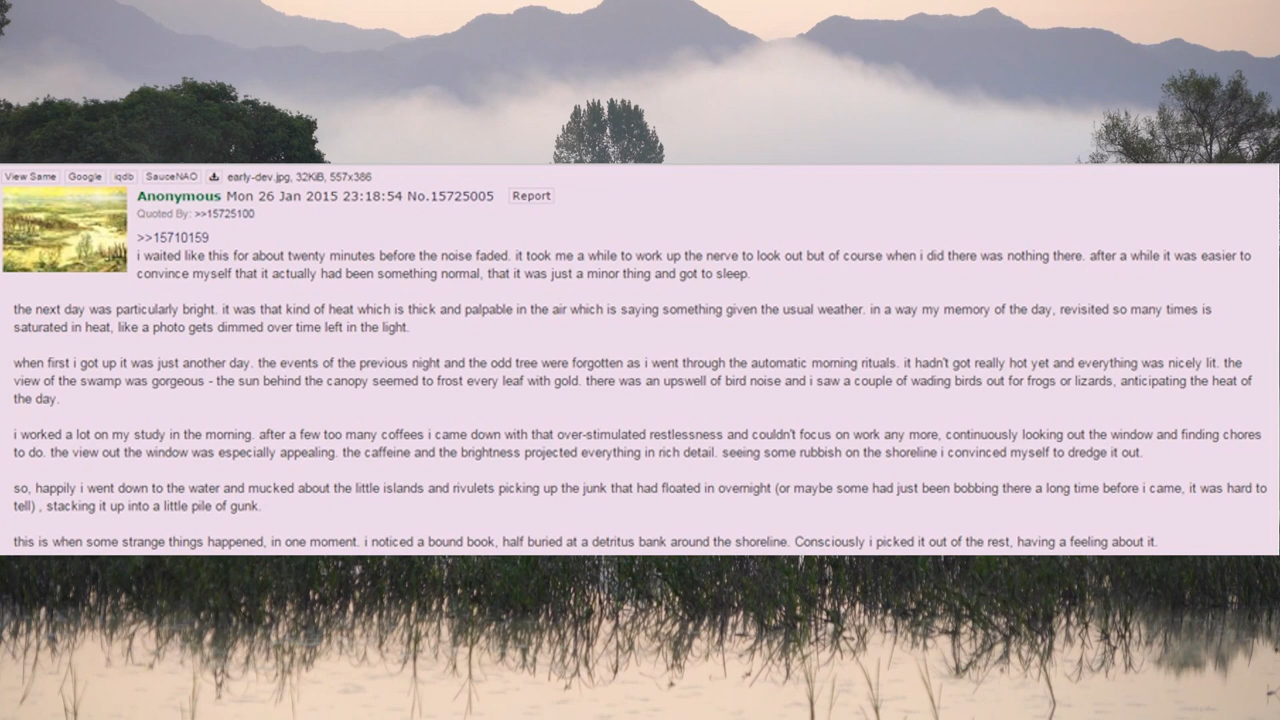 View Same Google iqdb SauceNAO early-dev.jpg, 32KiB, 557x386
Anonymous Mon 26 Jan 2015 23:18:54 No.15725005 Report
Quoted By: >>15725100
>>15710159
i waited like this for about twenty minutes before the noise faded. it took me a while to work up the nerve to look out but of course when i did there was nothing there. after a while it was easier to
convince myself that it actually had been something normal, that it was just a minor thing and got to sleep.
the next day was particularly bright. it was that kind of heat which is thick and palpable in the air which is saying something given the usual weather. in a way my memory of the day, revisited so many times is
saturated in heat, like a photo gets dimmed over time left in the light.
when first i got up it was just another day. the events of the previous night and the odd tree were forgotten as i went through the automatic morning rituals. it hadn't got really hot yet and everything was nicely lit. the
view of the swamp was gorgeous - the sun behind the canopy seemed to frost every leaf with gold. there was an upswell of bird noise and i saw a couple of wading birds out for frogs or lizards, anticipating the heat of
the day.
i worked a lot on my study in the morning. after a few too many coffees i came down with that over-stimulated restlessness and couldn't focus on work any more, continuously looking out the window and finding chores
to do. the view out the window was especially appealing. the caffeine and the brightness projected everything in rich detail. seeing some rubbish on the shoreline i convinced myself to dredge it out.
so, happily i went down to the water and mucked about the little islands and rivulets picking up the junk that had floated in overnight (or maybe some had just been bobbing there a long time before i came, it was hard to
tell) , stacking it up into a little pile of gunk.
this is when some strange things happened, in one moment. i noticed a bound book, half buried at a detritus bank around the shoreline. Consciously i picked it out of the rest, having a feeling about it.